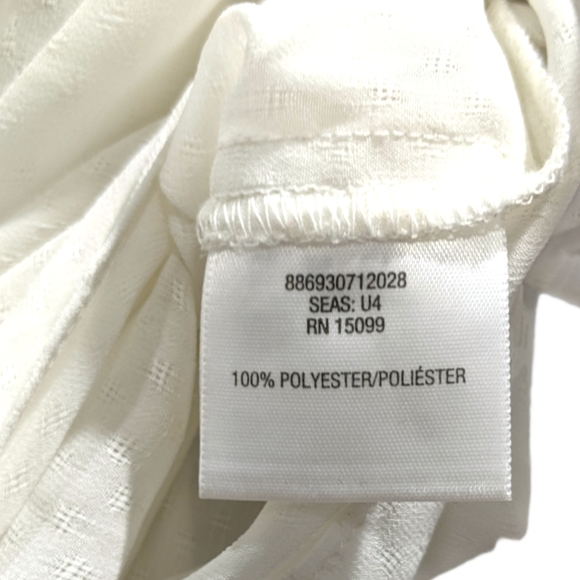 886930712028
SEAS: U4
RN 15099
100% POLYESTER/POLIÉSTER